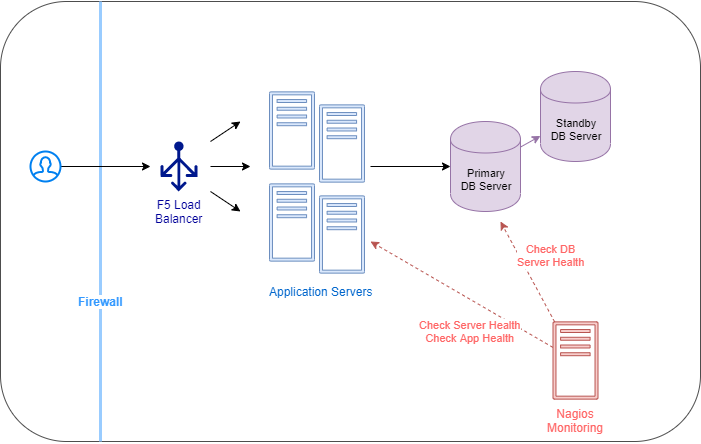 Standby
DB Server
Primary
DB Server
F5 Load
Balancer
Check DB
Server Health
Application Servers
Firewall
Check Server Health
Check App Health
Nagios
Monitoring